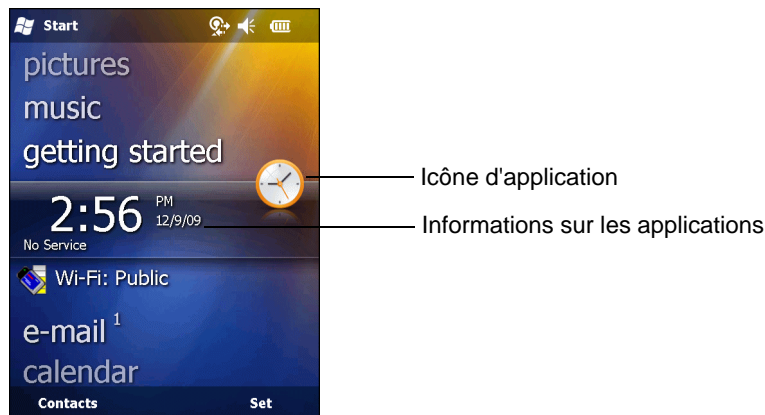 Start
pictures
music
getting started
Icône d'application
2:56 PM
12/9/09
Informations sur les applications
No Service
Wi-Fi: Public
e-mail 1
calendar
Contacts Set